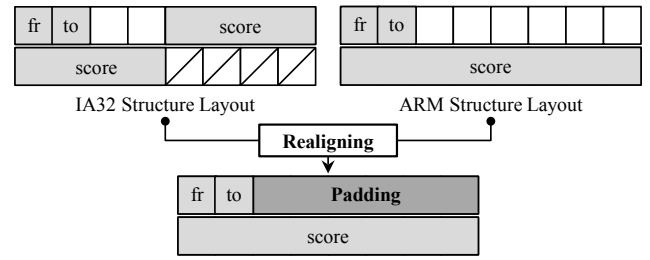 fr to score fr to
score score
IA32 Structure Layout ARM Structure Layout
Realigning
fr to Padding
score